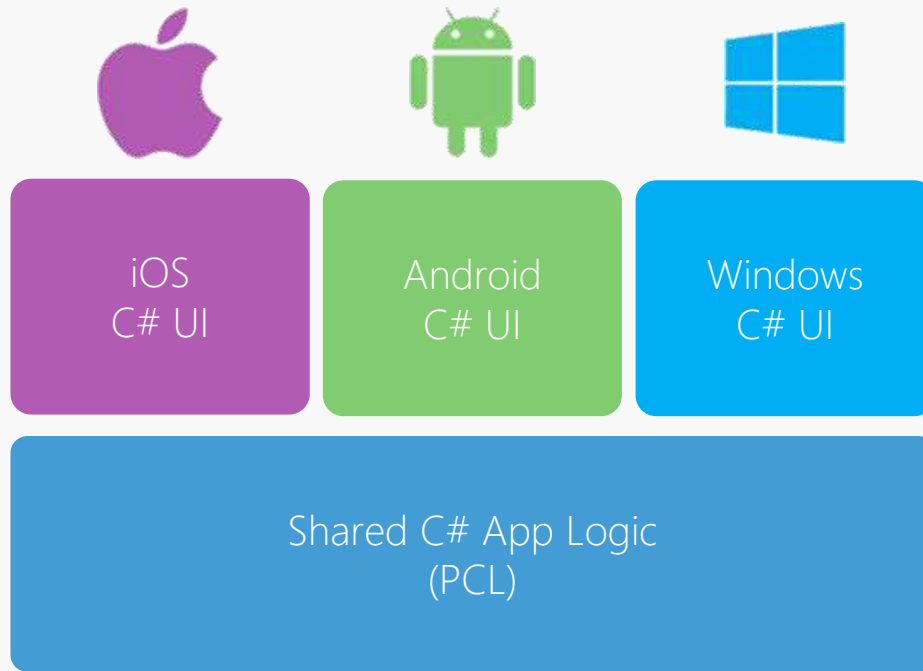 iOS
C# UI
Android
C# UI
Windows
C# UI
Shared C# App Logic
(PCL)